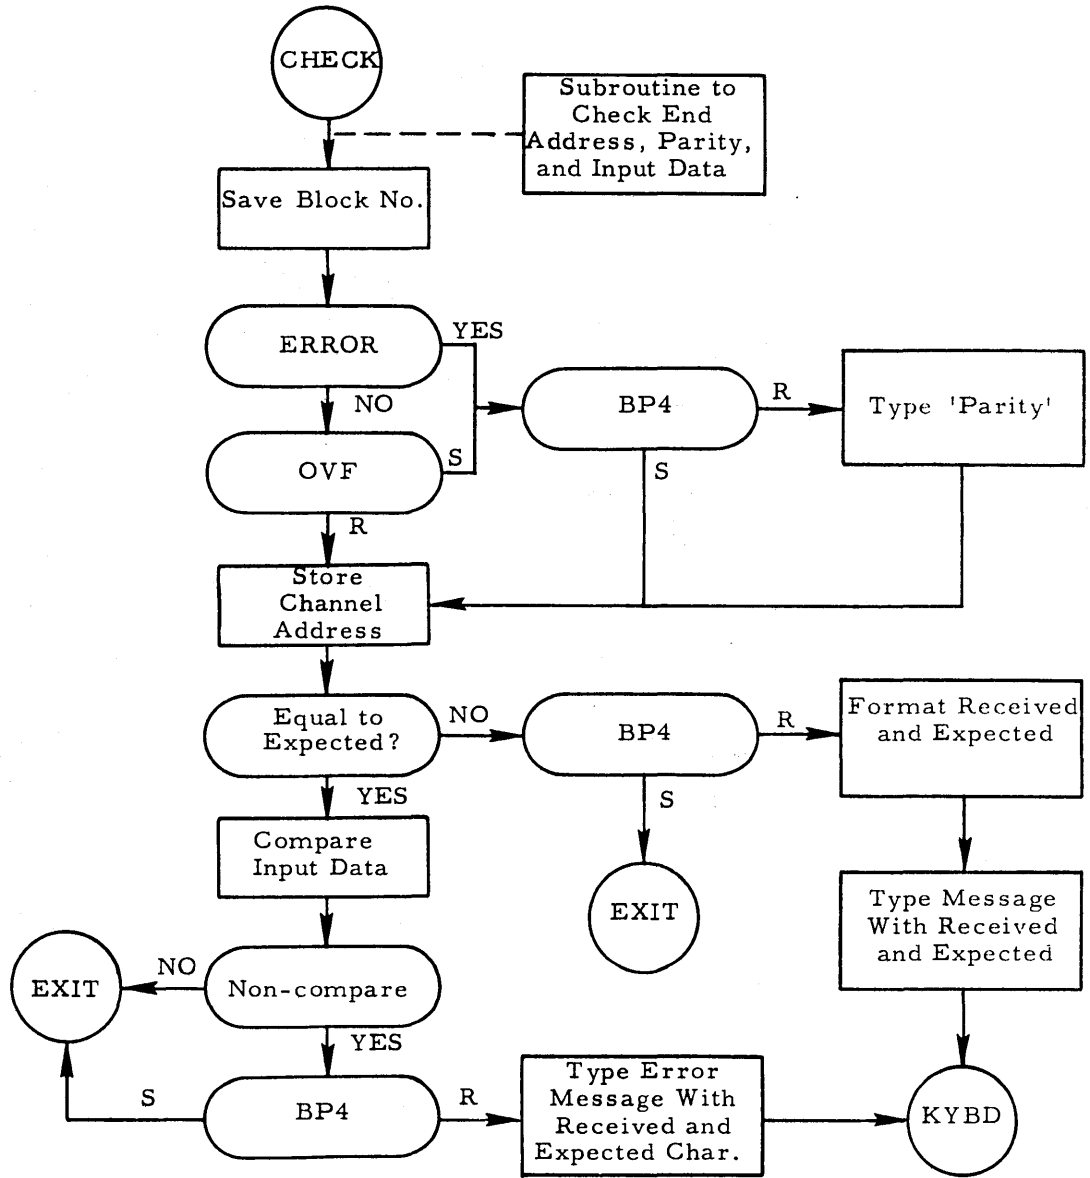 CHECK
Subroutine to
Check End
Address, Parity,
and Input Data
Save Block No.
YES
ERROR
BP4
R
Type 'Parity'
NO
OVF
S
S
R
Store
Channel
Address
Equal to
Expected?
NO
BP4
R
Format Received
and Expected
YES
S
Compare
Input Data
EXIT
Type Message
With Received
and Expected
EXIT
NO
Non-compare
YES
S
BP4
R
Type Error
Message With
Received and
Expected Char.
KYBD